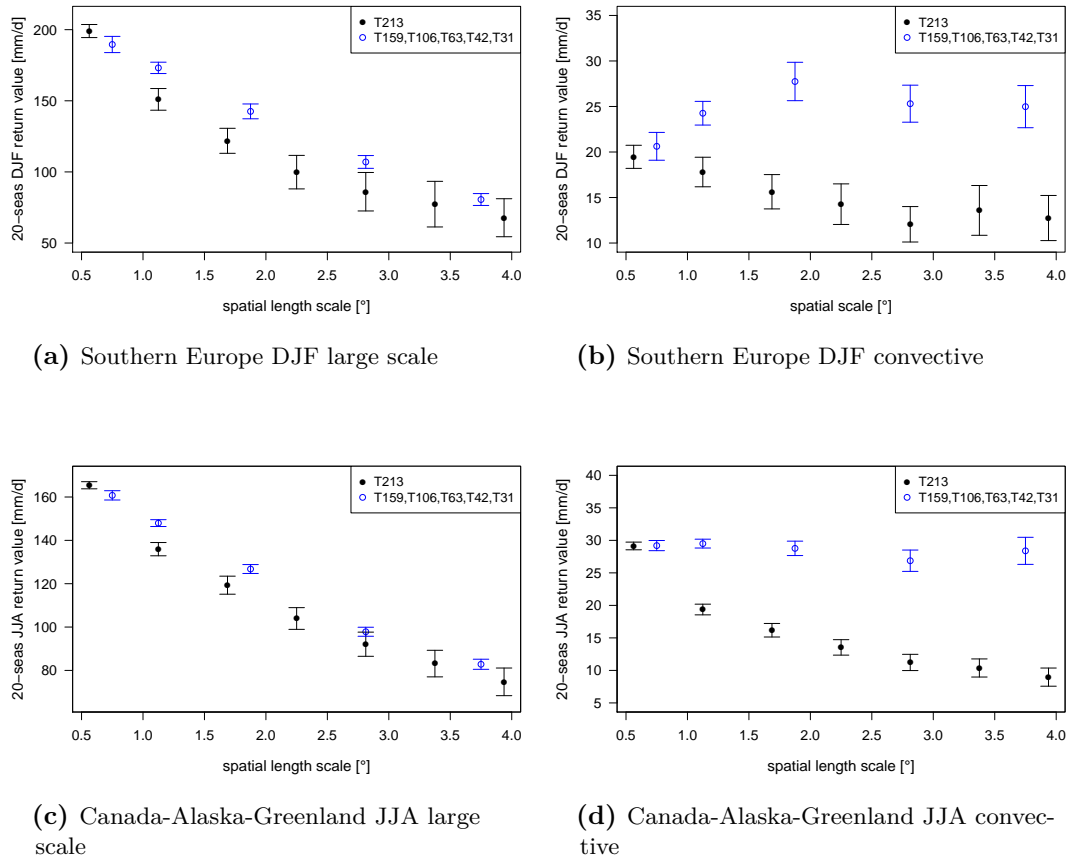 20−seas DJF return value [mm/d]
200
150
100
50
T213
T159,T106,T63,T42,T31
0.5 1.0 1.5 2.0 2.5 3.0 3.5 4.0
spatial length scale [°]
(a) Southern Europe DJF large scale
20−seas DJF return value [mm/d]
35
30
25
20
15
10
T213
T159,T106,T63,T42,T31
0.5 1.0 1.5 2.0 2.5 3.0 3.5 4.0
spatial scale [°]
(b) Southern Europe DJF convective
20−seas JJA return value [mm/d]
160
140
120
100
80
T213
T159,T106,T63,T42,T31
0.5 1.0 1.5 2.0 2.5 3.0 3.5 4.0
spatial length scale [°]
(c) Canada-Alaska-Greenland JJA large
scale
20−seas JJA return value [mm/d]
40
35
30
25
20
15
10
5
T213
T159,T106,T63,T42,T31
0.5 1.0 1.5 2.0 2.5 3.0 3.5 4.0
spatial length scale [°]
(d) Canada-Alaska-Greenland JJA convec-
tive